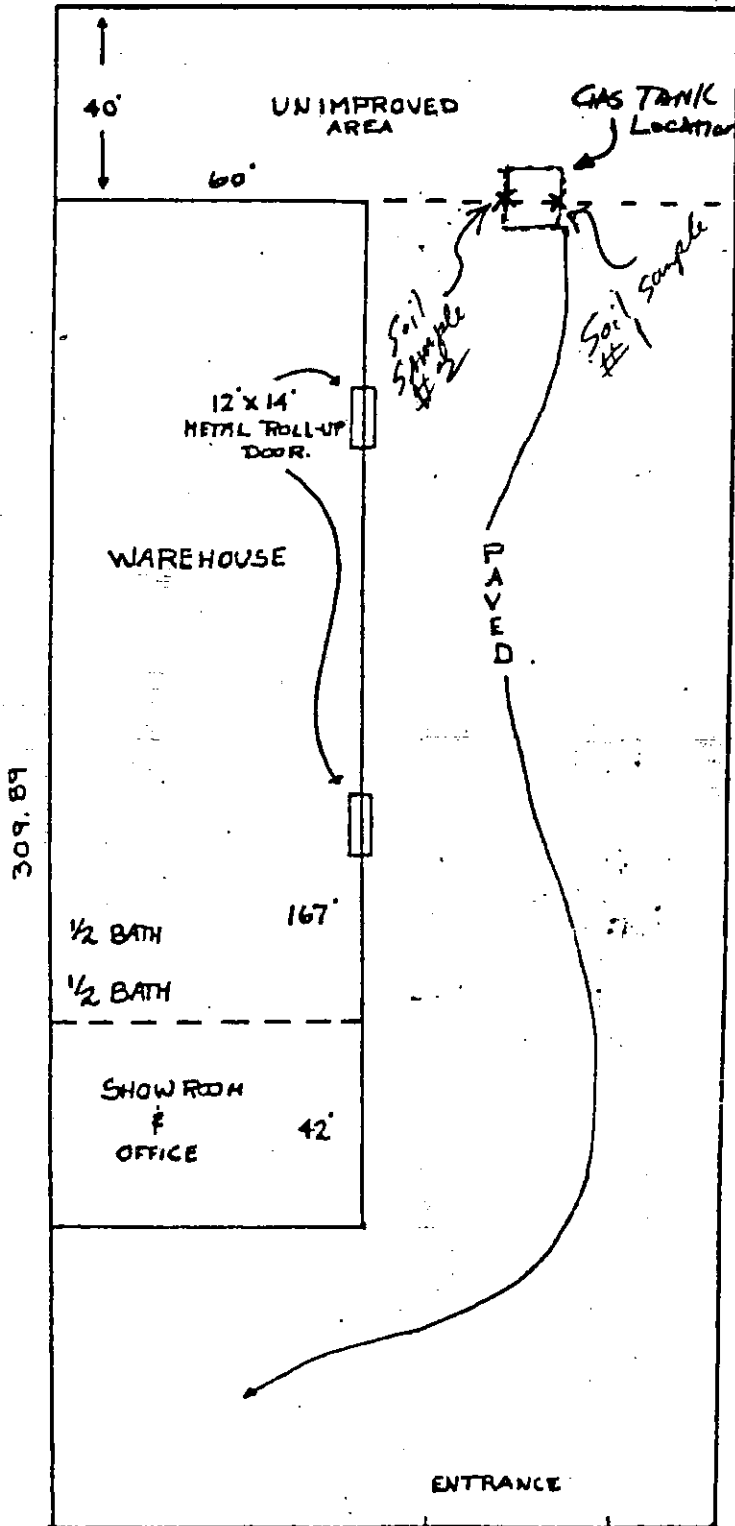 40'
UNIMPROVED
AREA
GAS TANK
Location
60'
Soil
Sample
#2
Soil Sample
#1
12' x 14'
METAL ROLL-UP
DOOR.
WAREHOUSE
PAVED
309.89
167'
1/2 BATH
1/2 BATH
SHOW ROOM
&
OFFICE
42'
ENTRANCE